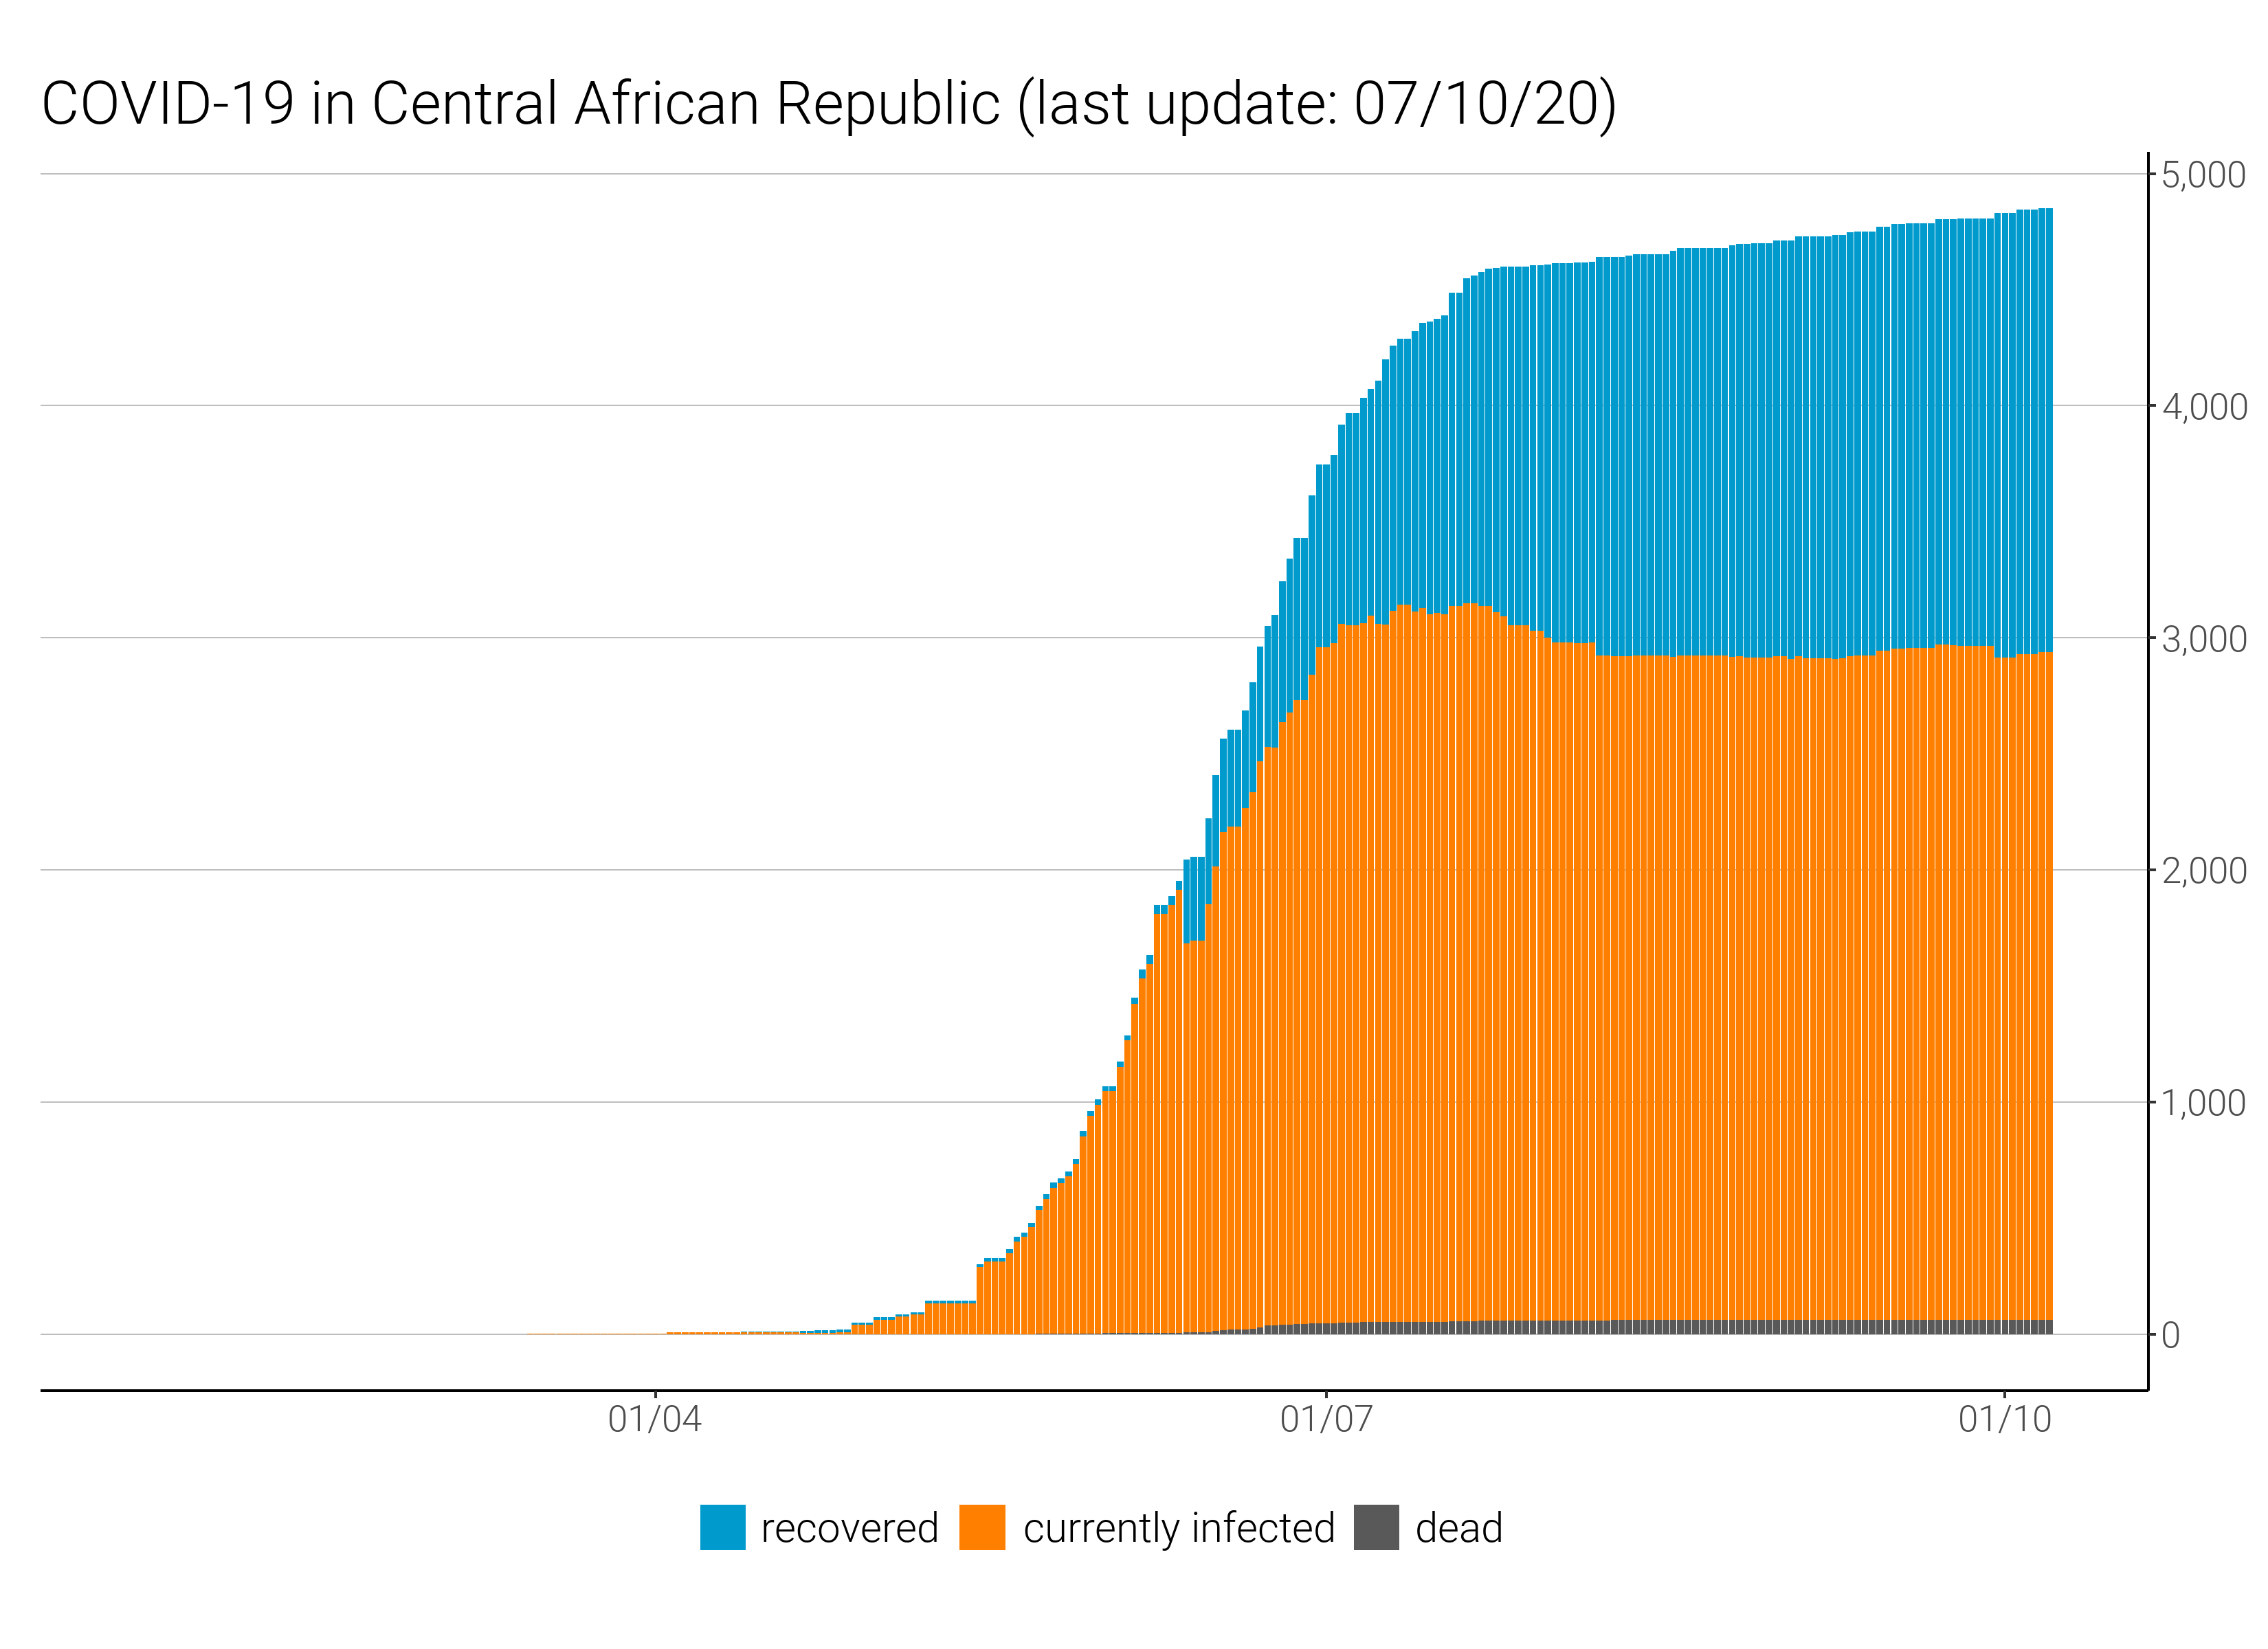 COVID-19 in Central African Republic (last update: 07/10/20)
5,000
4,000
3,000
2,000
1,000
0
01/04 01/07 01/10
recovered currently infected dead